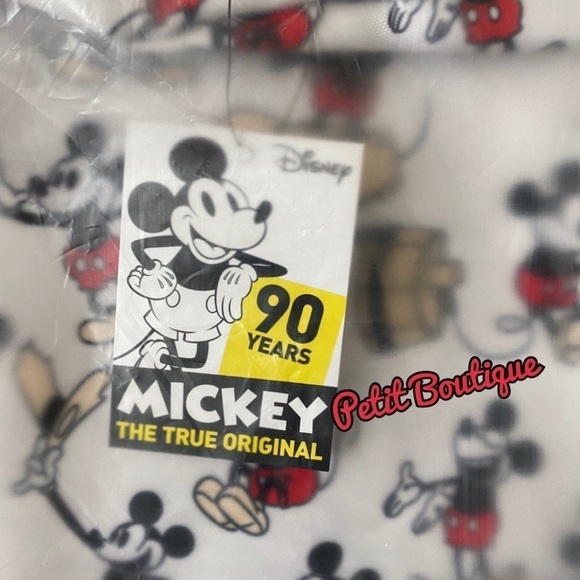 Disney
90
YEARS
MICKEY
THE TRUE ORIGINAL
Petit Boutique